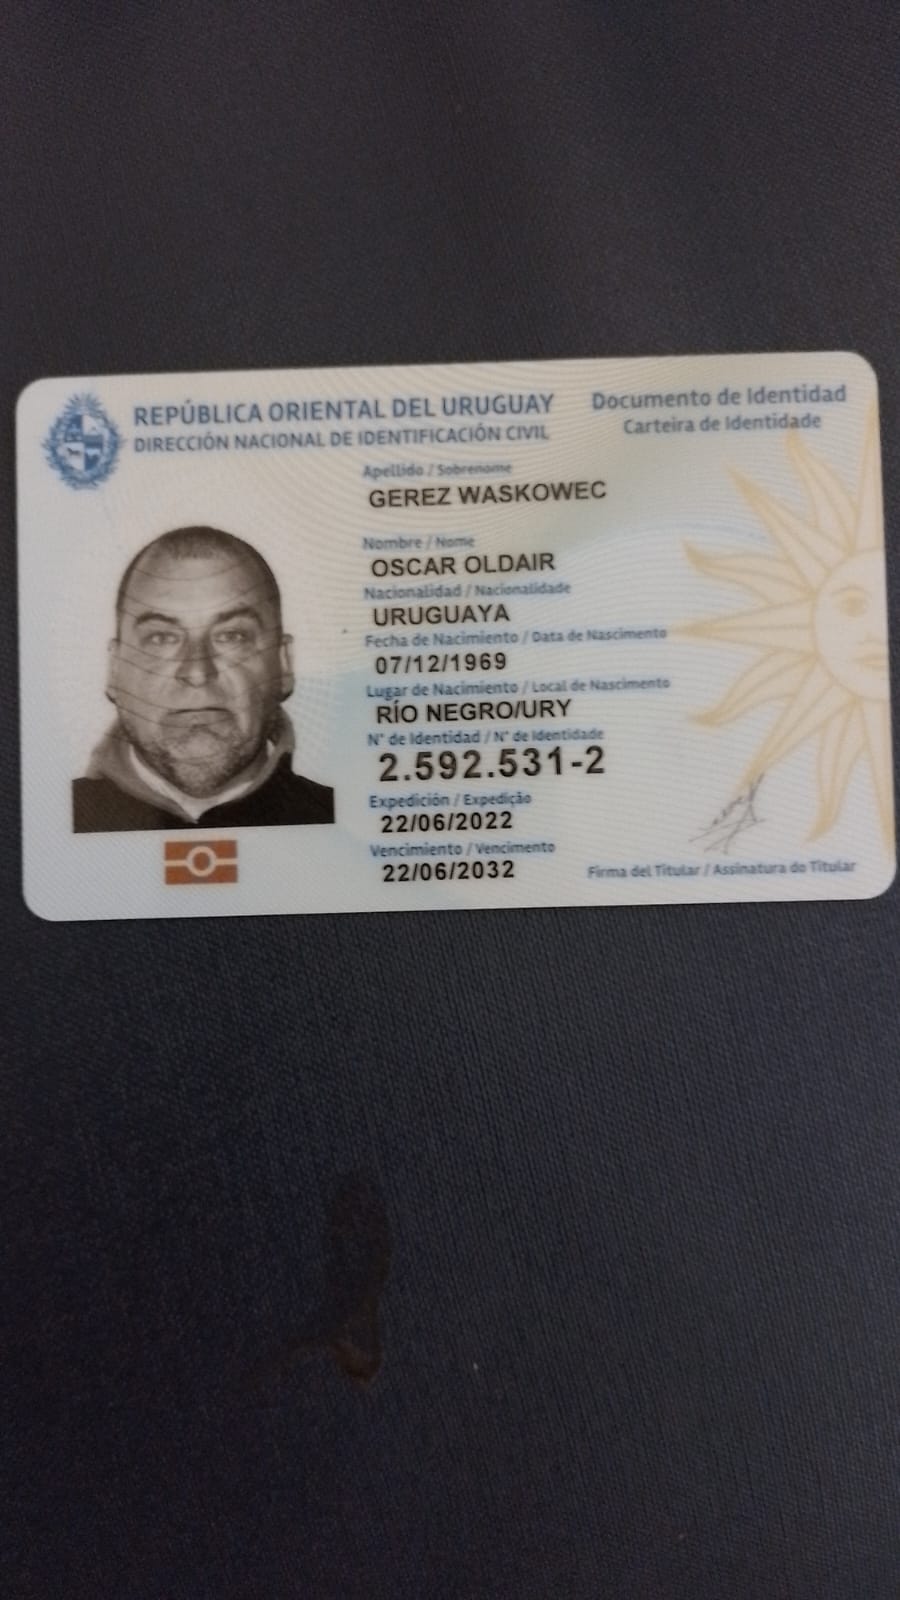 REPÚBLICA ORIENTAL DEL URUGUAY
DIRECCIÓN NACIONAL DE IDENTIFICACIÓN CIVIL
Documento de Identidad
Carteira de Identidade
Apellido / Sobrenome
GEREZ WASKOWEC
Nombre / Nome
OSCAR OLDAIR
Nacionalidad / Nacionalidade
URUGUAYA
Fecha de Nacimiento / Data de Nascimento
07/12/1969
Lugar de Nacimiento / Local de Nascimento
RÍO NEGRO/URY
N° de Identidad / N° de Identidade
2.592.531-2
Expedición / Expedição
22/06/2022
Vencimiento / Vencimento
22/06/2032
Firma del Titular / Assinatura do Titular